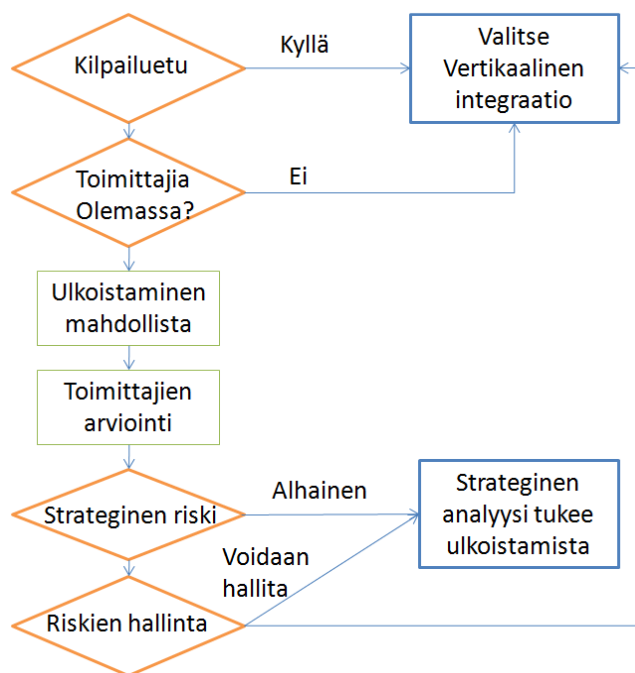 Kilpailuetu
Kyllä
Valitse
Vertikaalinen
integraatio
Toimittajia
Olemassa?
Ei
Ulkoistaminen
mahdollista
Toimittajien
arviointi
Strateginen riski
Alhainen
Strateginen
analyysi tukee
ulkoistamista
Voidaan
hallita
Riskien hallinta